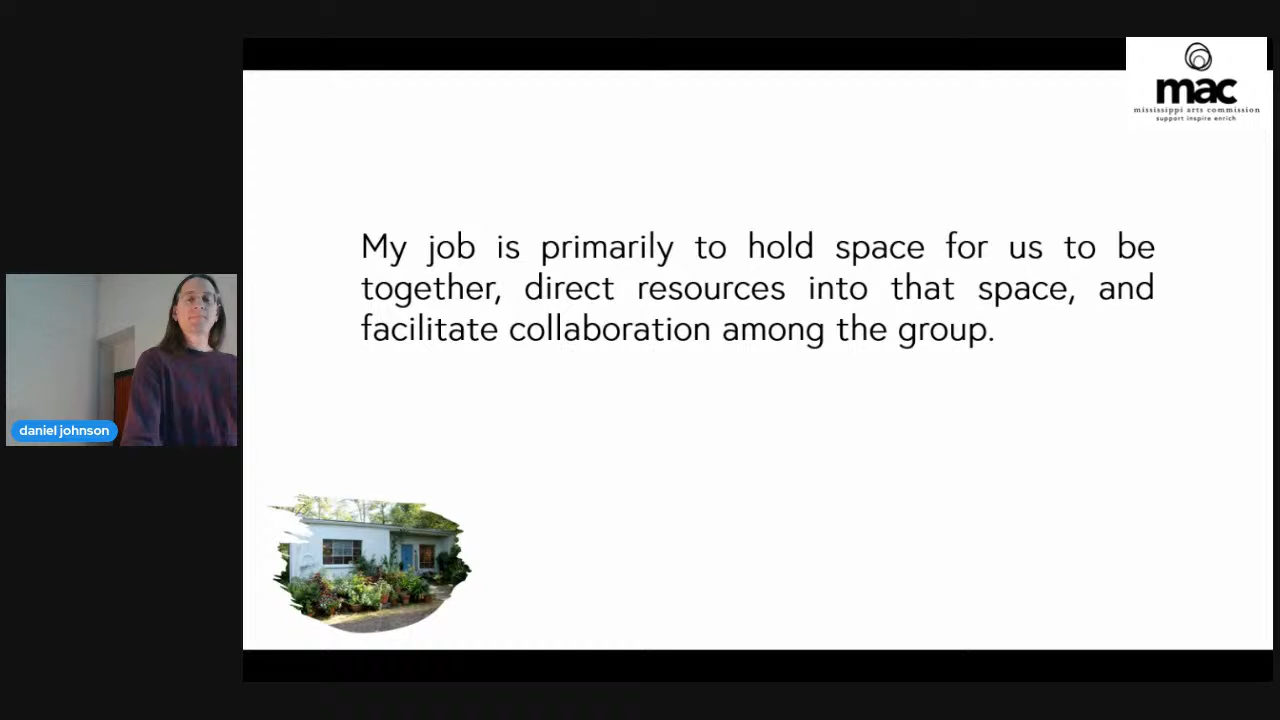 mac
mississippi arts commission
support inspire enrich
My job is primarily to hold space for us to be
together, direct resources into that space, and
facilitate collaboration among the group.
daniel johnson